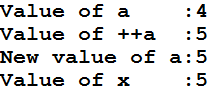 Value of a   :4
Value of ++a :5
New value of a:5
Value of x   :5